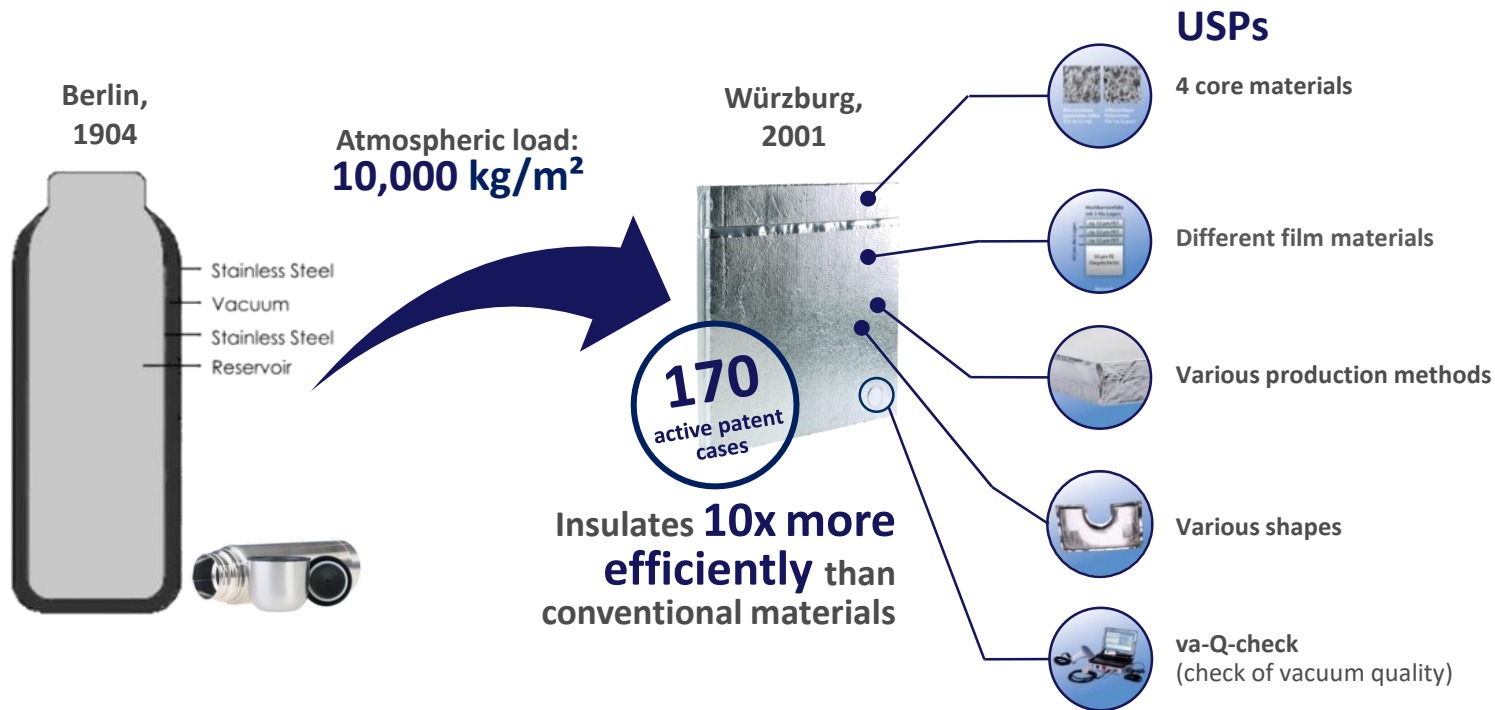 Berlin,
1904
Stainless Steel
Vacuum
Stainless Steel
Reservoir
Atmospheric load:
10,000 kg/m²
Würzburg,
2001
170
active patent
cases
Insulates 10x more
efficiently than
conventional materials
USPs
4 core materials
Different film materials
Various production methods
Various shapes
va-Q-check
(check of vacuum quality)